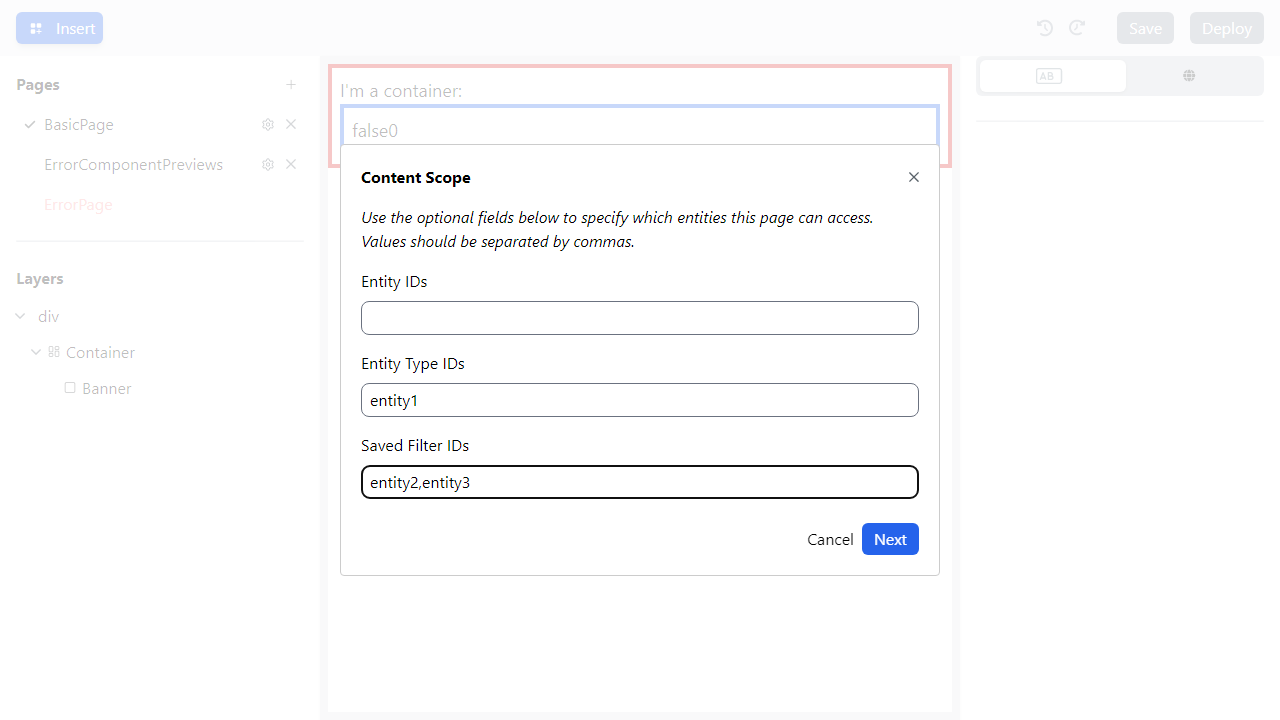 Insert
Save
Deploy
Pages
BasicPage
ErrorComponentPreviews
ErrorPage
Layers
div
Container
Banner
I'm a container:
false0
AB
Content Scope
Use the optional fields below to specify which entities this page can access.
Values should be separated by commas.
Entity IDs
Entity Type IDs
entity1
Saved Filter IDs
entity2,entity3
Cancel
Next